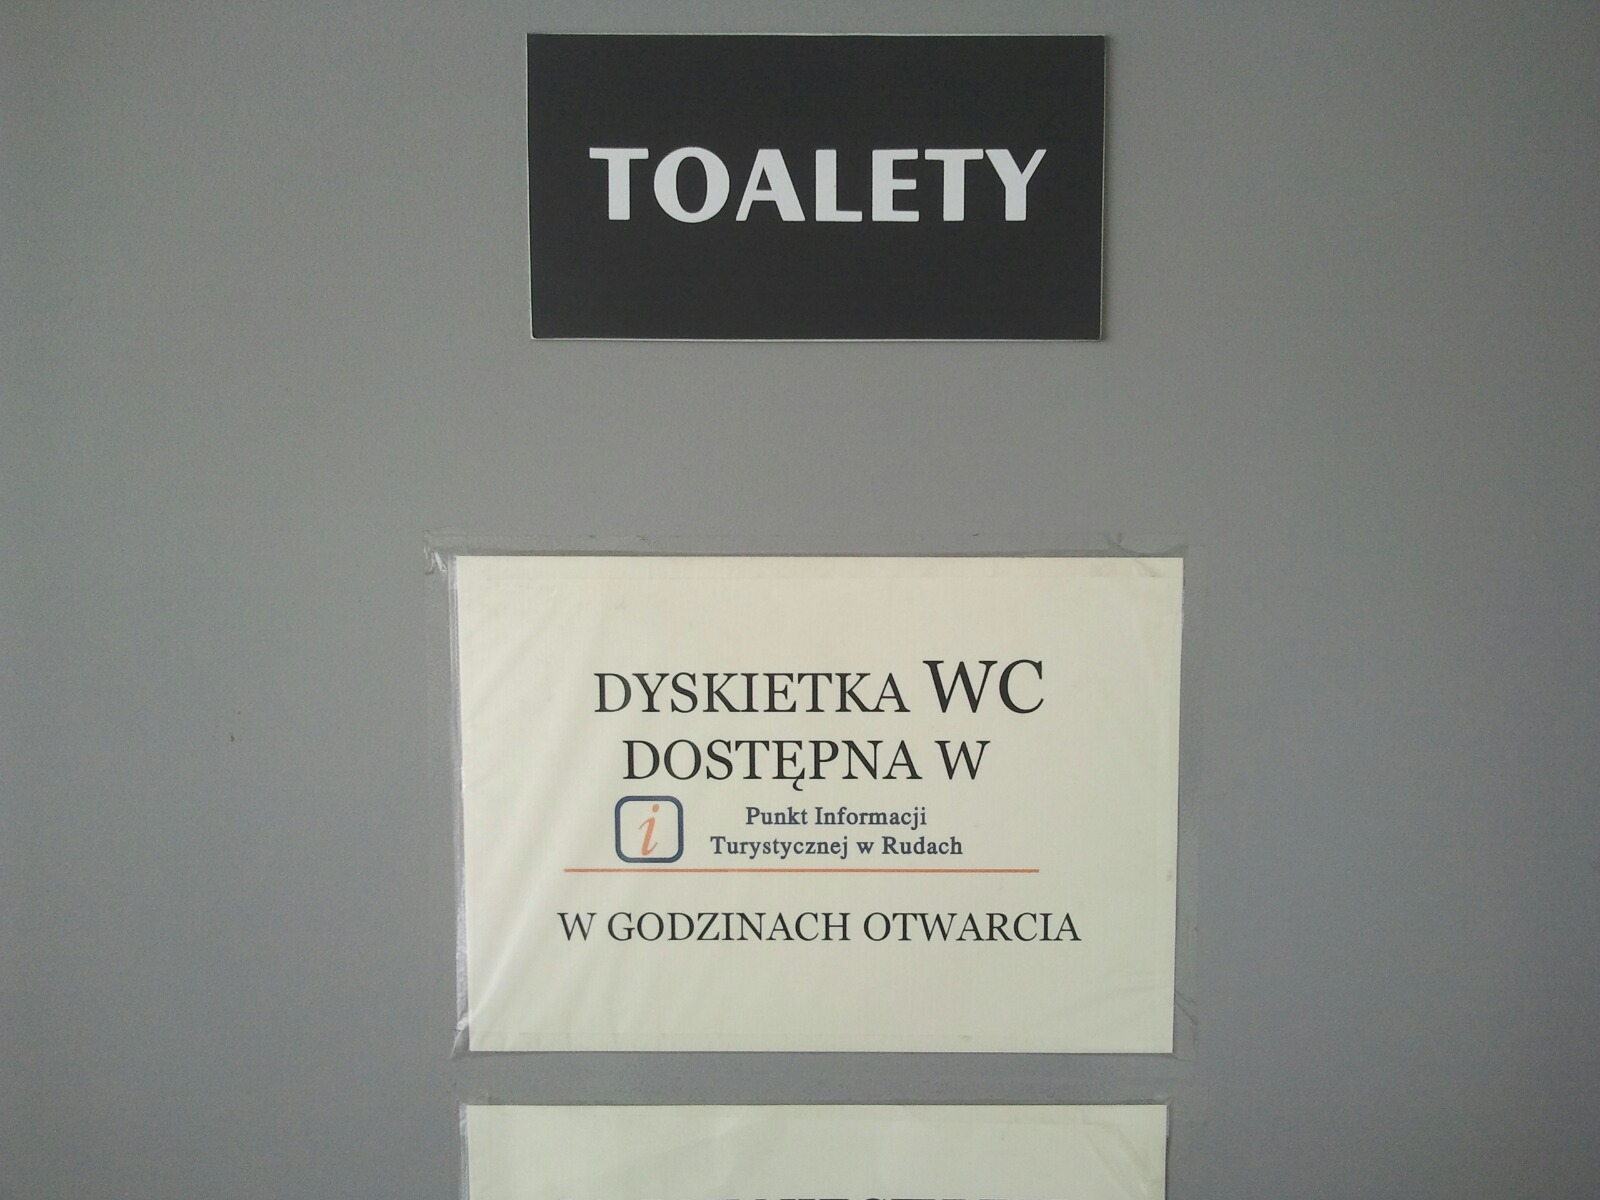 TOALETY
DYSKIETKA WC
DOSTĘPNA W
i
Punkt Informacji
Turystycznej w Rudach
W GODZINACH OTWARCIA